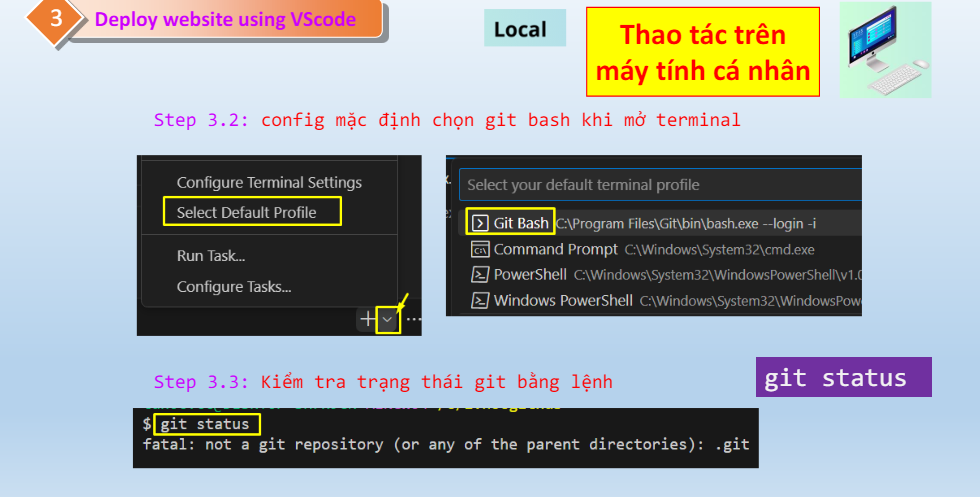 3
Deploy website using VScode
Local
Thao tác trên
máy tính cá nhân
Step 3.2: config mặc định chọn git bash khi mở terminal
Configure Terminal Settings
Select Default Profile
Run Task...
Configure Tasks...
Select your default terminal profile
Git Bash C:\Program Files\Git\bin\bash.exe --login -i
Command Prompt C:\Windows\System32\cmd.exe
PowerShell C:\Windows\System32\WindowsPowerShell\v1.0
Windows PowerShell C:\Windows\System32\WindowsPow
Step 3.3: Kiểm tra trạng thái git bằng lệnh
git status
$ git status
fatal: not a git repository (or any of the parent directories): .git